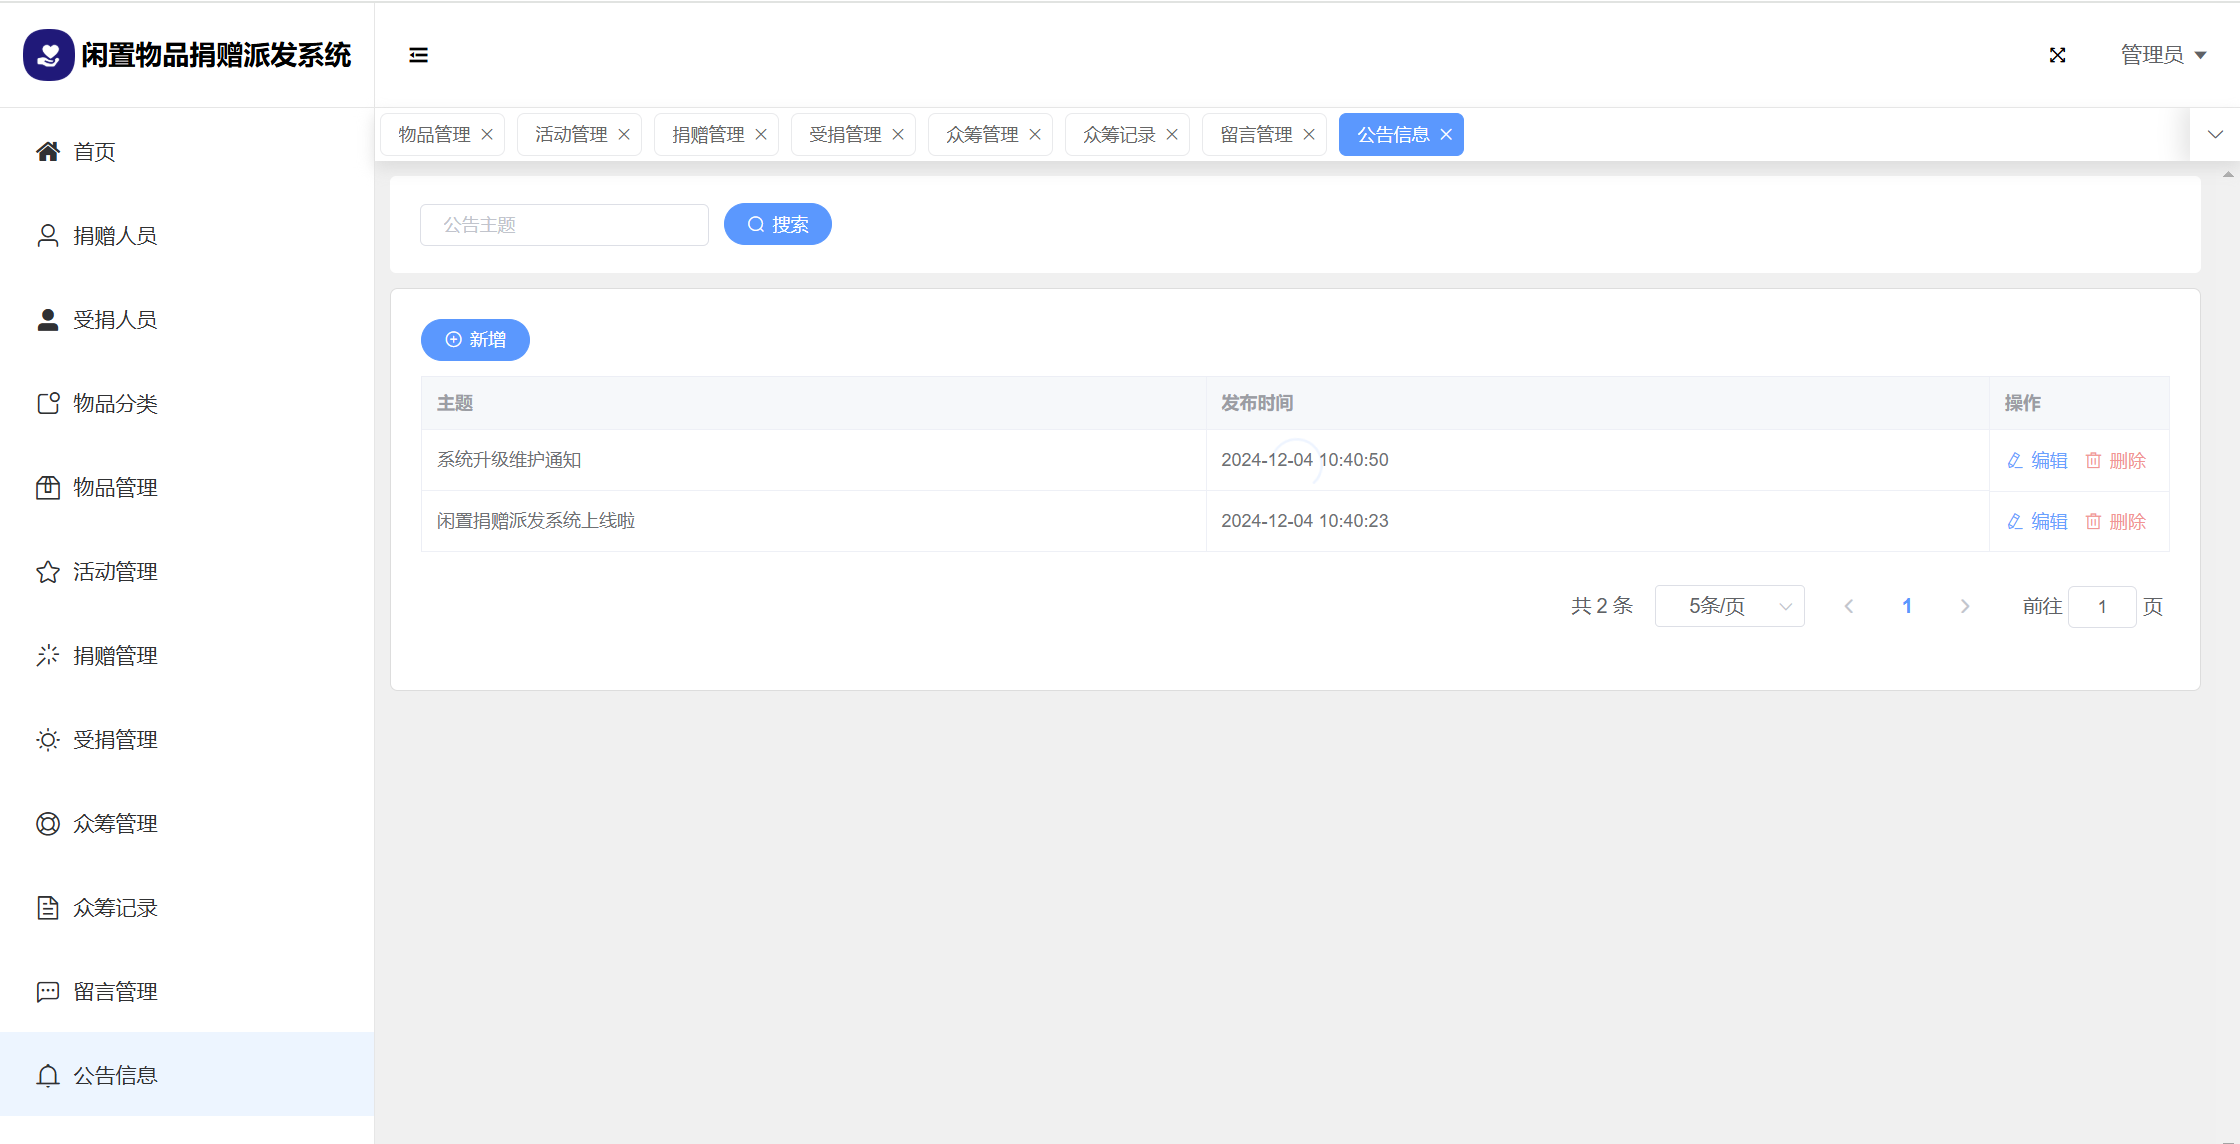 闲置物品捐赠派发系统
管理员
首页
捐赠人员
受捐人员
物品分类
物品管理
活动管理
捐赠管理
受捐管理
众筹管理
众筹记录
留言管理
公告信息
物品管理 活动管理 捐赠管理 受捐管理 众筹管理 众筹记录 留言管理 公告信息
公告主题 搜索
新增
主题 发布时间 操作
系统升级维护通知 2024-12-04 10:40:50 编辑 删除
闲置捐赠派发系统上线啦 2024-12-04 10:40:23 编辑 删除
共 2 条 5条/页 1 前往 1 页